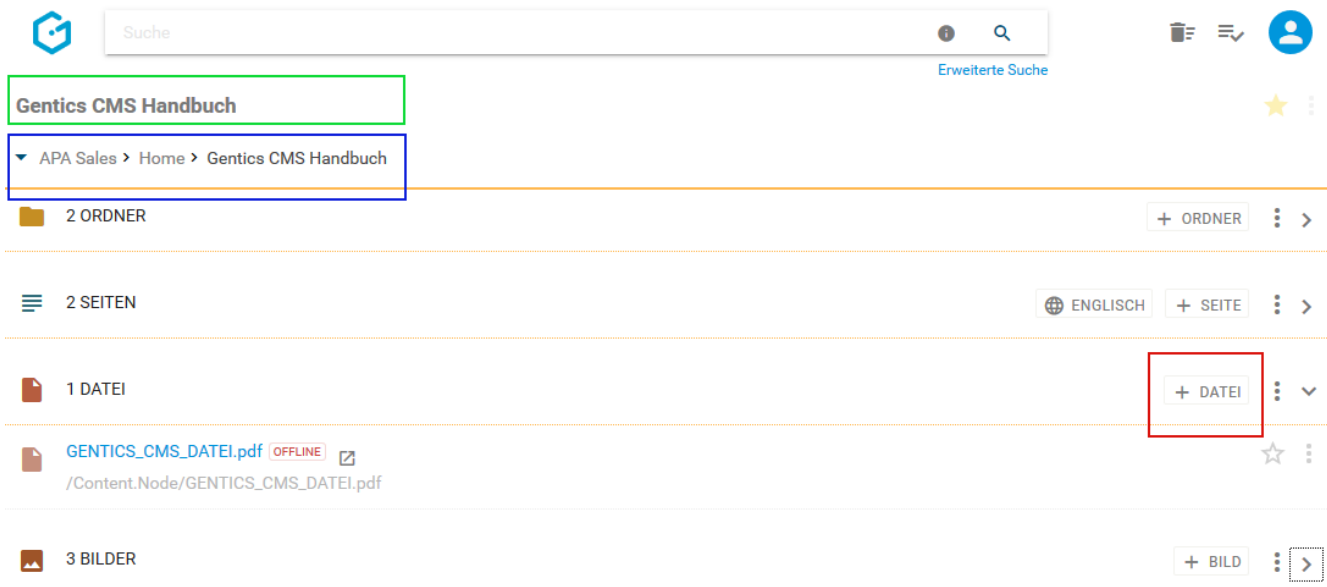 Suche
Erweiterte Suche
Gentics CMS Handbuch
APA Sales > Home > Gentics CMS Handbuch
2 ORDNER + ORDNER
2 SEITEN ENGLISCH + SEITE
1 DATEI + DATEI
GENTICS_CMS_DATEI.pdf OFFLINE
/Content.Node/GENTICS_CMS_DATEI.pdf
3 BILDER + BILD